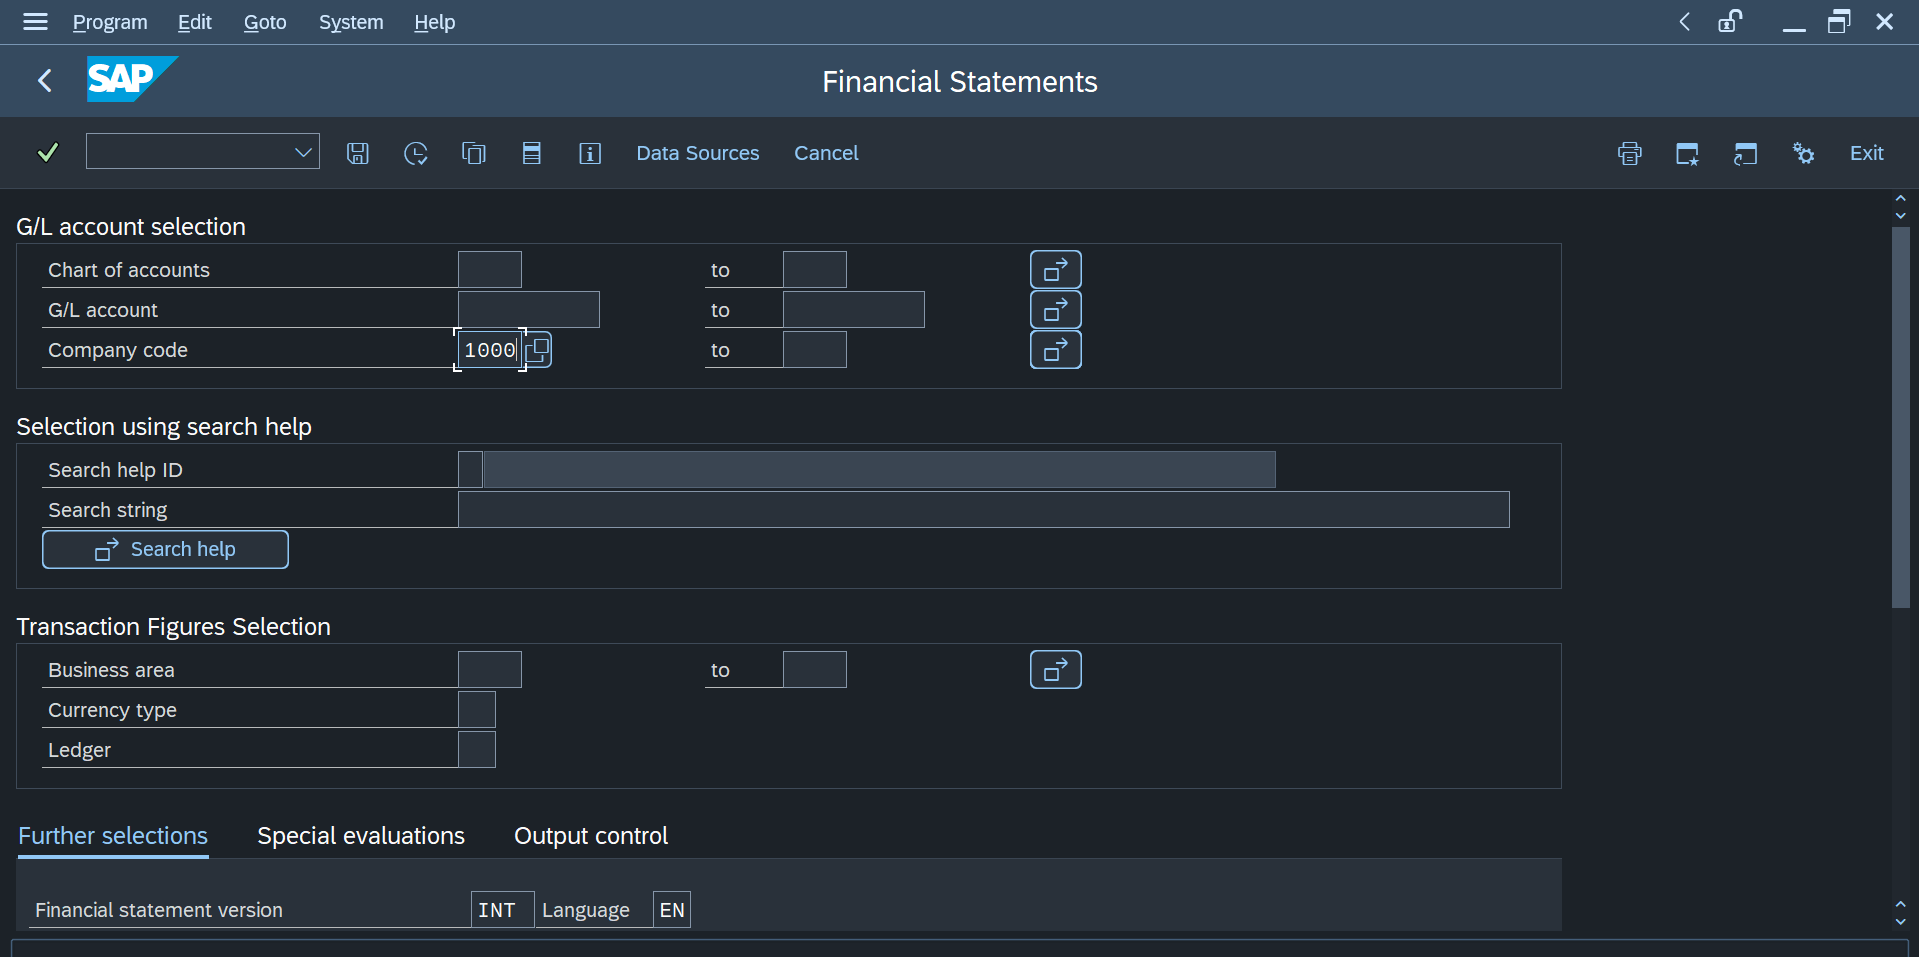 Program Edit Goto System Help
SAP Financial Statements
Data Sources Cancel Exit
G/L account selection
Chart of accounts to
G/L account to
Company code 1000 to
Selection using search help
Search help ID
Search string
Search help
Transaction Figures Selection
Business area to
Currency type
Ledger
Further selections Special evaluations Output control
Financial statement version INT Language EN